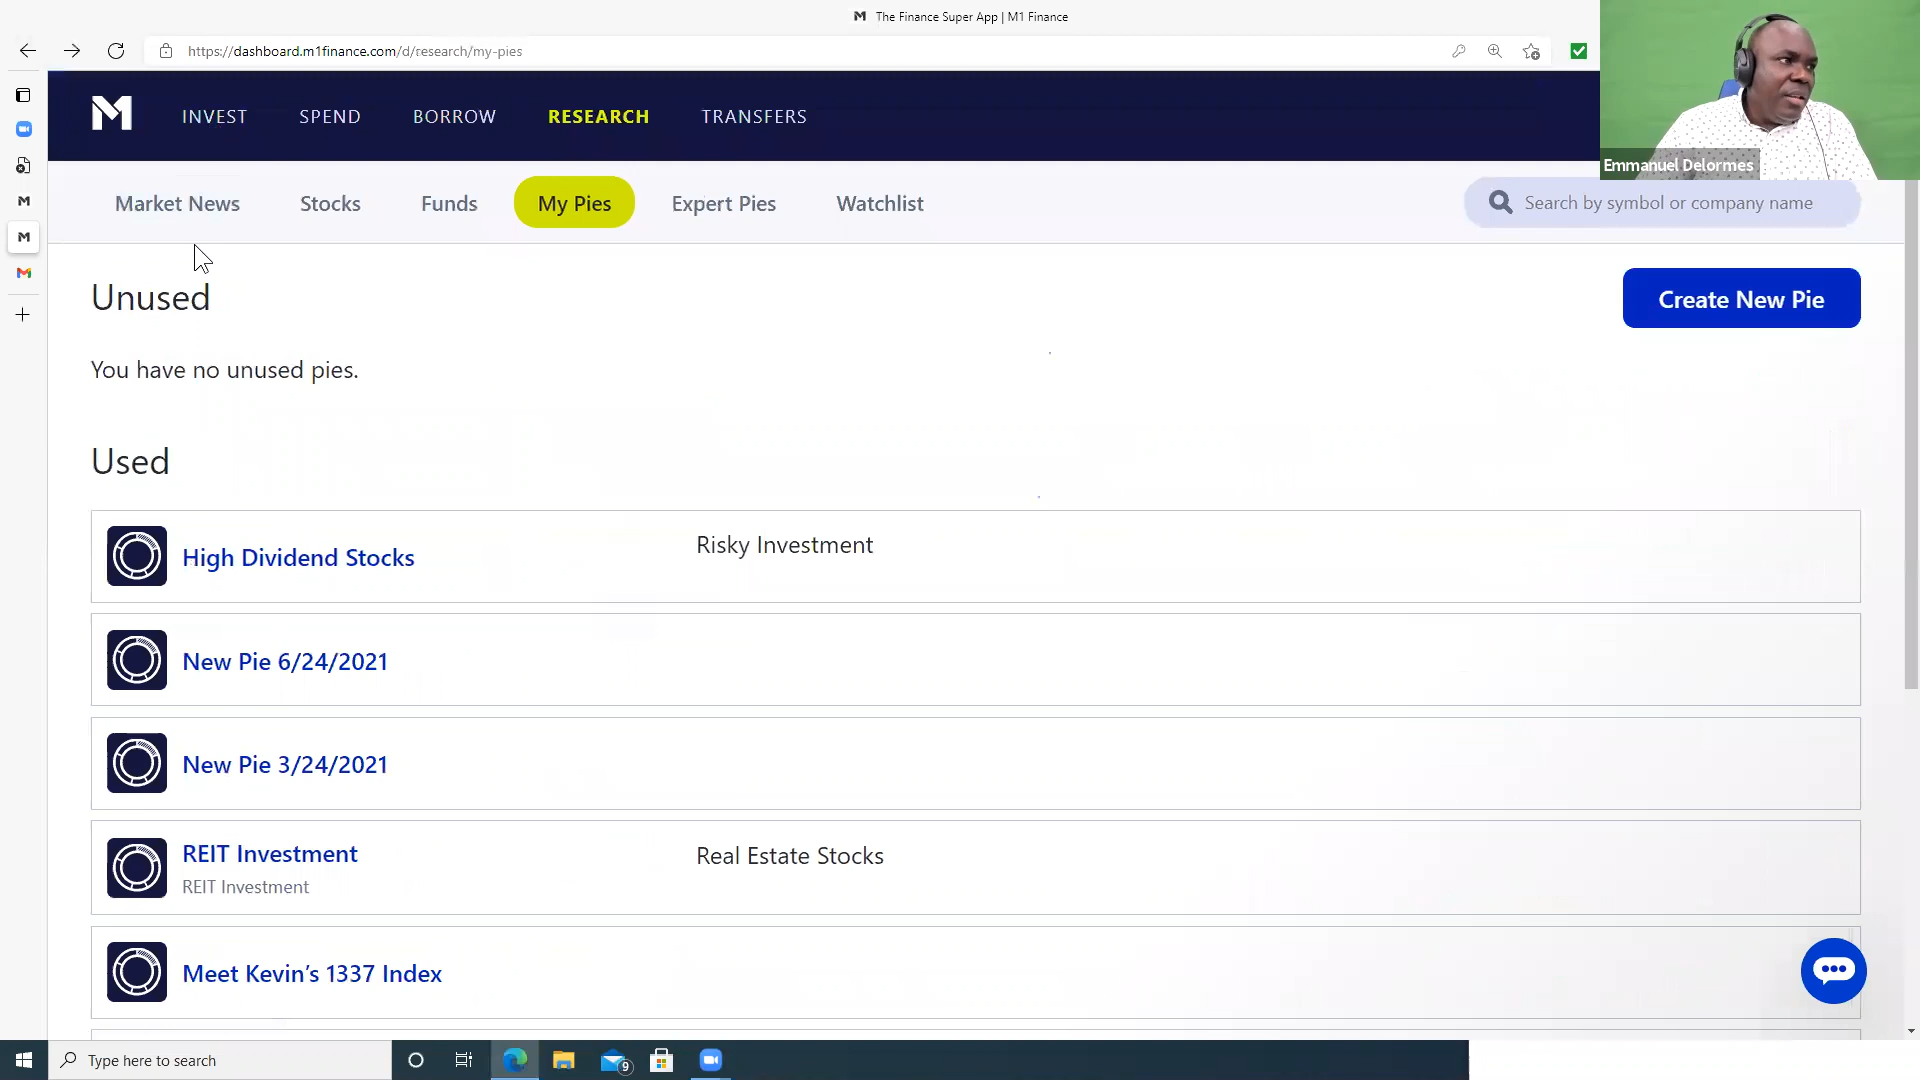 The Finance Super App | M1 Finance
https://dashboard.m1finance.com/d/research/my-pies
INVEST SPEND BORROW RESEARCH TRANSFERS
Emmanuel Delormes
Market News Stocks Funds My Pies Expert Pies Watchlist Search by symbol or company name
Unused
Create New Pie
You have no unused pies.
Used
High Dividend Stocks Risky Investment
New Pie 6/24/2021
New Pie 3/24/2021
REIT Investment Real Estate Stocks
REIT Investment
Meet Kevin’s 1337 Index
Type here to search
9